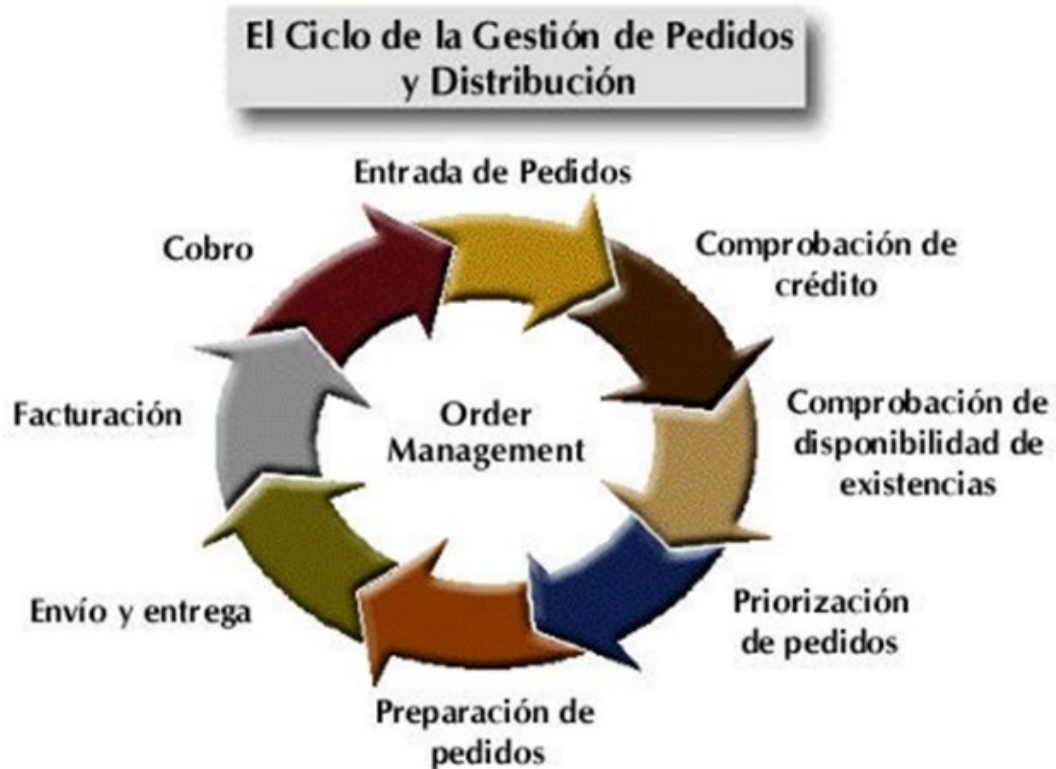 El Ciclo de la Gestión de Pedidos
y Distribución
Entrada de Pedidos
Comprobación de
crédito
Comprobación de
disponibilidad de
existencias
Priorización
de pedidos
Preparación de
pedidos
Envío y entrega
Facturación
Cobro
Order
Management